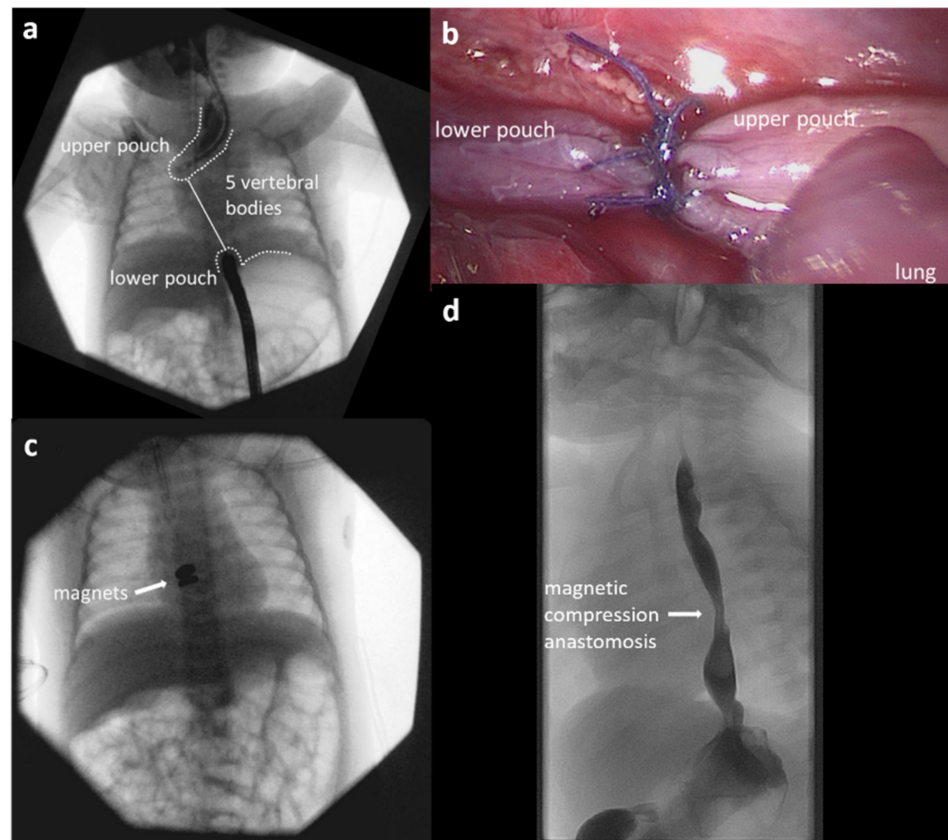 a
upper pouch
5 vertebral
bodies
lower pouch
b
lower pouch
upper pouch
lung
c
magnets
d
magnetic
compression
anastomosis